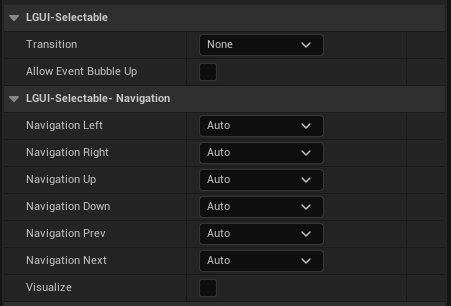 LGUI-Selectable
Transition None
Allow Event Bubble Up
LGUI-Selectable- Navigation
Navigation Left Auto
Navigation Right Auto
Navigation Up Auto
Navigation Down Auto
Navigation Prev Auto
Navigation Next Auto
Visualize